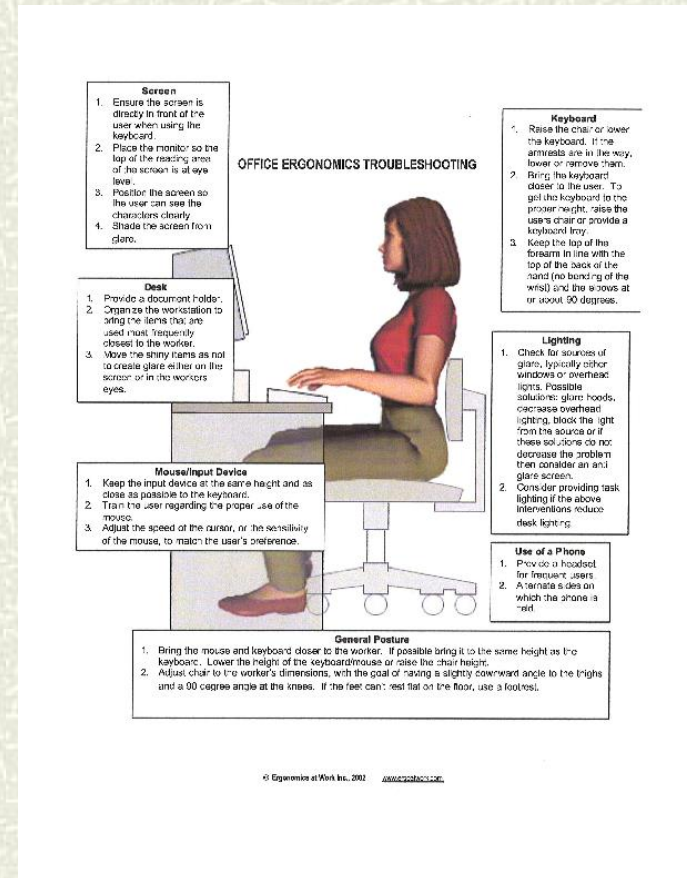 OFFICE ERGONOMICS TROUBLESHOOTING
Screen
1. Ensure the screen is
directly in front of the
user when using the
keyboard.
2. Place the monitor so the
top of the reading area
of the screen is at eye
level.
3. Position the screen so
the user can see the
characters clearly
4. Shade the screen from
glare.
Desk
1. Provide a document holder.
2. Organize the workstation to
bring the items that are
used most frequently
closest to the worker.
3. Move the shiny items as not
to create glare either on the
screen or in the workers
eyes.
Mouse/Input Device
1. Keep the input device at the same height and as
close as possible to the keyboard.
2. Train the user regarding the proper use of the
mouse.
3. Adjust the speed of the cursor, or the sensitivity
of the mouse, to match the user's preference.
Keyboard
1. Raise the chair or lower
the keyboard. If the
armrests are in the way,
lower or remove them.
2. Bring the keyboard
closer to the user. To
get the keyboard to the
proper height, raise the
users chair or provide a
keyboard tray.
3. Keep the top of the
forearm in line with the
top of the back of the
hand (no bending of the
wrist) and the elbows at
or about 90 degrees.
Lighting
1. Check for sources of
glare, typically either
windows or overhead
lights. Possible
solutions: glare hoods,
decrease overhead
lighting, block the light
from the source or if
these solutions do not
decrease the problem
then consider an anti
glare screen.
2. Consider providing task
lighting if the above
interventions reduce
desk lighting
Use of a Phone
1. Provide a headset
for frequent users.
2. Alternate sides on
which the phone is
held.
General Posture
1. Bring the mouse and keyboard closer to the worker. If possible bring it to the same height as the
keyboard. Lower the height of the keyboard/mouse or raise the chair height.
2. Adjust chair to the worker's dimensions, with the goal of having a slightly downward angle to the thighs
and a 90 degree angle at the knees. If the feet can't rest flat on the floor, use a footrest.
© Ergonomics at Work Inc., 2002